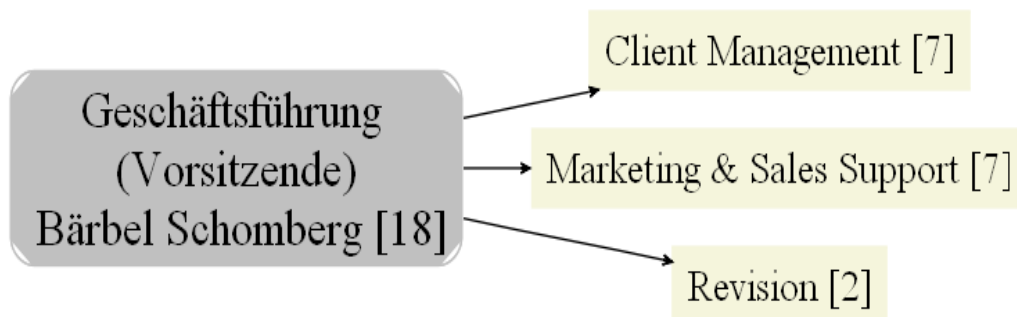 Geschäftsführung
(Vorsitzende)
Bärbel Schomberg [18]
Client Management [7]
Marketing & Sales Support [7]
Revision [2]